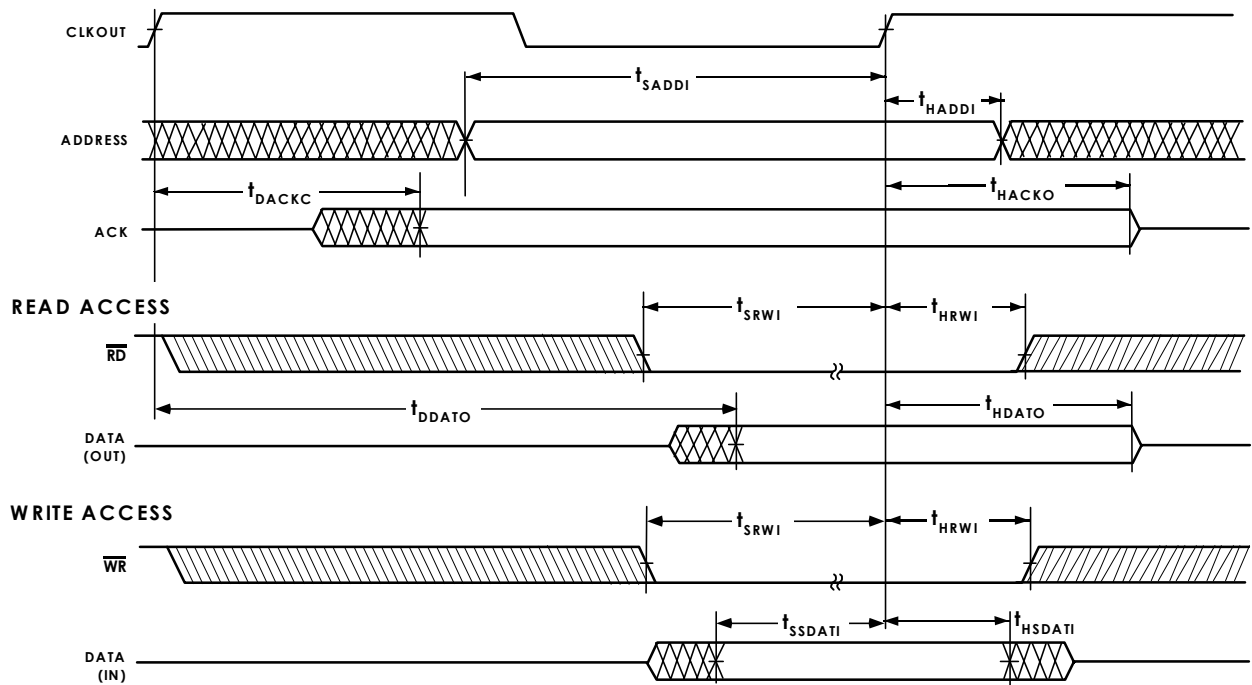 CLKOUT
tSADDI
tHADDI
ADDRESS
tDACKC
tHACKO
ACK
READ ACCESS
tSRWI
tHRWI
RD
tDDATO
tHDATO
DATA
(OUT)
WRITE ACCESS
tSRWI
tHRWI
WR
tSSDATI
tHSDATI
DATA
(IN)